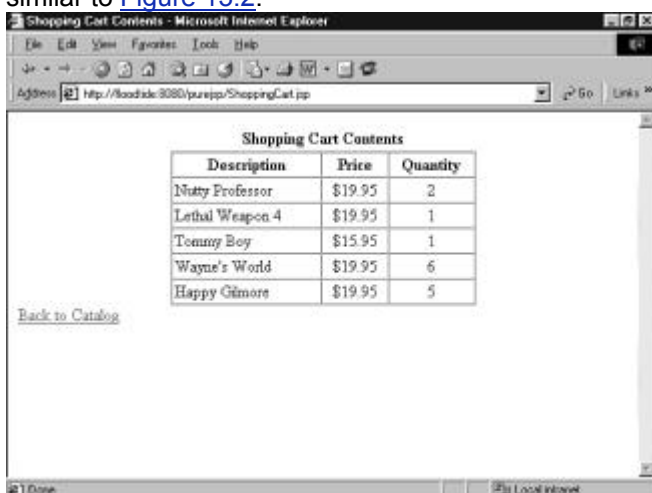 similar to Figure 13.2.
Shopping Cart Contents - Microsoft Internet Explorer
File Edit View Favorites Tools Help
Address http://floodtide:8080/purejsp/ShoppingCart.jsp Go Links »
Shopping Cart Contents
Description Price Quantity
Nutty Professor $19.95 2
Lethal Weapon 4 $19.95 1
Tommy Boy $15.95 1
Wayne's World $19.95 6
Happy Gilmore $19.95 5
Back to Catalog
Done Local intranet